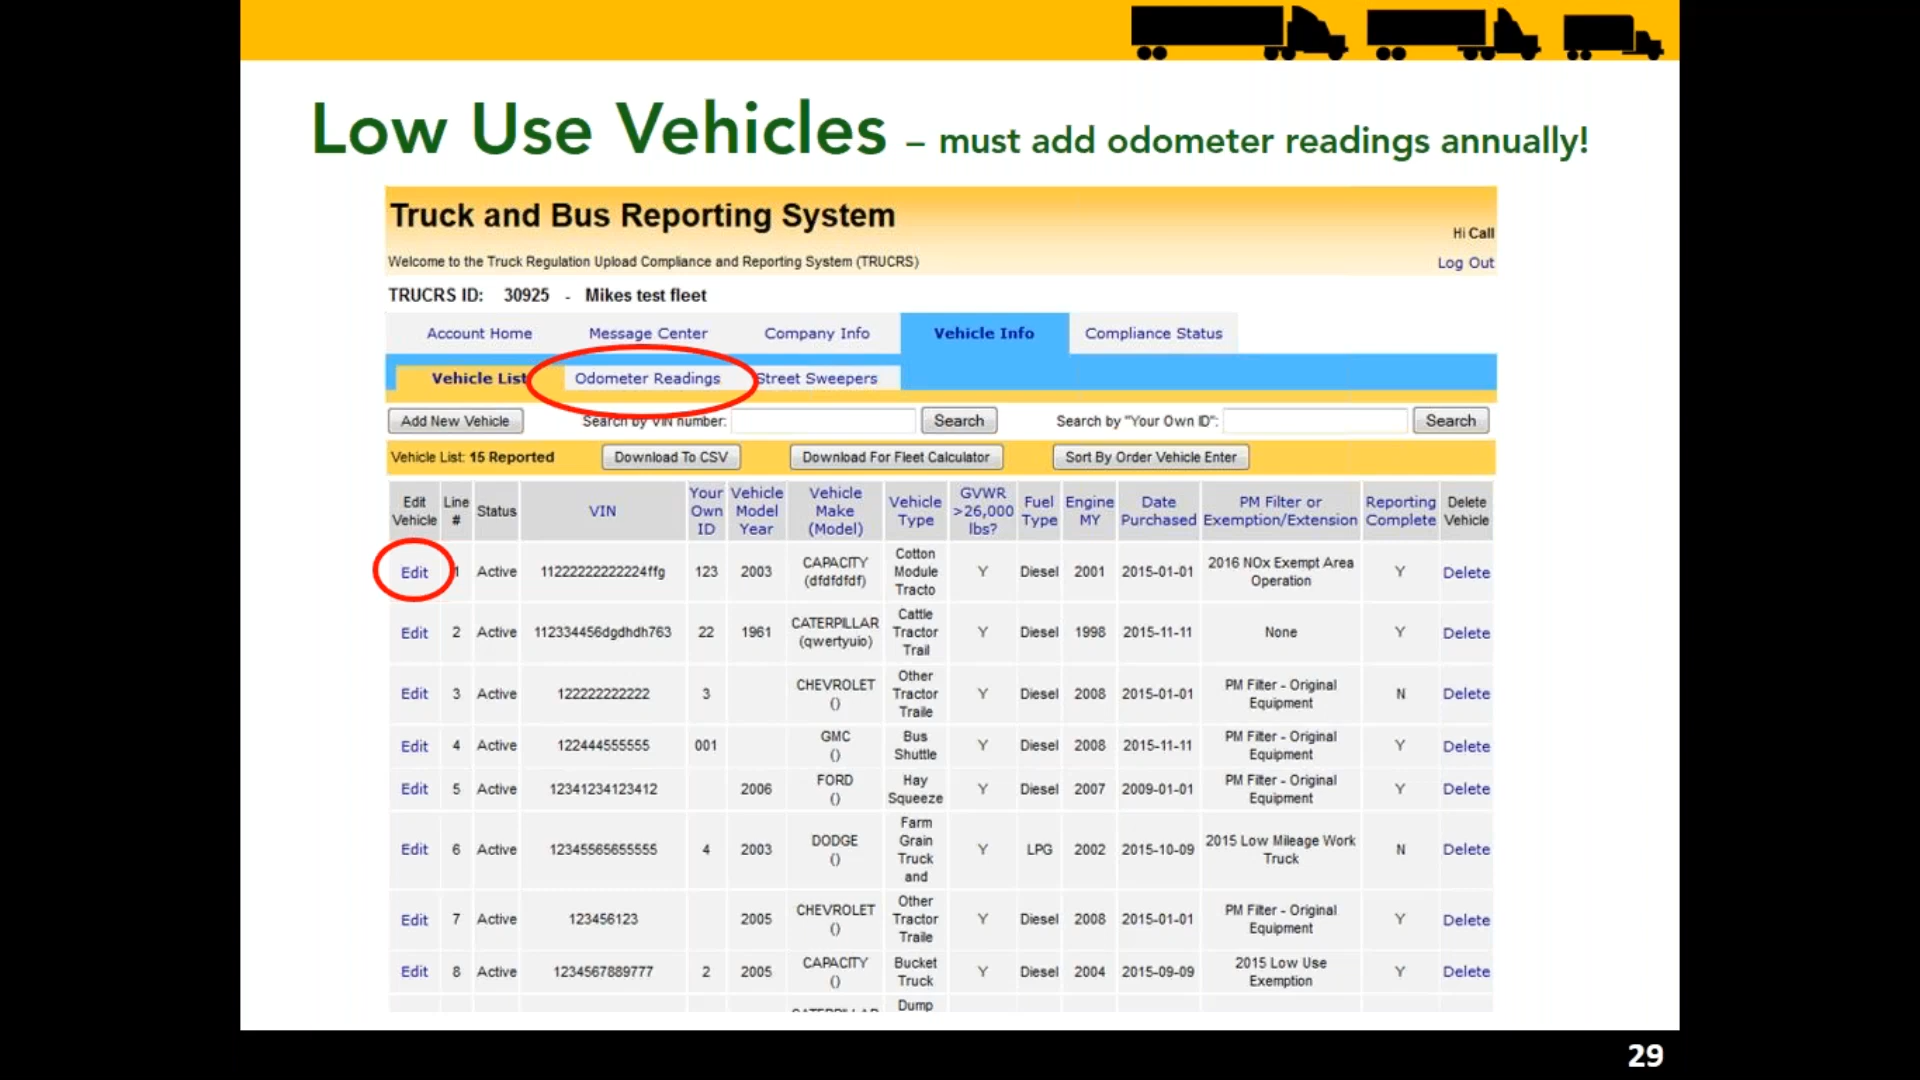 Low Use Vehicles – must add odometer readings annually!
Truck and Bus Reporting System
Hi Call
Welcome to the Truck Regulation Upload Compliance and Reporting System (TRUCRS)
Log Out
TRUCRS ID: 30925 - Mikes test fleet
Account Home Message Center Company Info Vehicle Info Compliance Status
Vehicle List Odometer Readings Street Sweepers
Add New Vehicle Search by VIN number: Search Search by "Your Own ID": Search
Vehicle List: 15 Reported Download To CSV Download For Fleet Calculator Sort By Order Vehicle Enter
Edit Vehicle Line # Status VIN Your Own ID Vehicle Model Year Vehicle Make (Model) Vehicle Type GVWR >26,000 lbs? Fuel Type Engine MY Date Purchased PM Filter or Exemption/Extension Reporting Complete Delete Vehicle
Edit 1 Active 11222222222224ffg 123 2003 CAPACITY (dfdfdfdf) Cotton Module Tracto Y Diesel 2001 2015-01-01 2016 NOx Exempt Area Operation Y Delete
Edit 2 Active 112334456dgdhdh763 22 1961 CATERPILLAR (qwertyuio) Cattle Tractor Trail Y Diesel 1998 2015-11-11 None Y Delete
Edit 3 Active 122222222222 3 CHEVROLET () Other Tractor Traile Y Diesel 2008 2015-01-01 PM Filter - Original Equipment N Delete
Edit 4 Active 122444555555 001 GMC () Bus Shuttle Y Diesel 2008 2015-11-11 PM Filter - Original Equipment Y Delete
Edit 5 Active 12341234123412 2006 FORD () Hay Squeeze Y Diesel 2007 2009-01-01 PM Filter - Original Equipment Y Delete
Edit 6 Active 12345565655555 4 2003 DODGE () Farm Grain Truck and Y LPG 2002 2015-10-09 2015 Low Mileage Work Truck N Delete
Edit 7 Active 123456123 2005 CHEVROLET () Other Tractor Traile Y Diesel 2008 2015-01-01 PM Filter - Original Equipment Y Delete
Edit 8 Active 1234567889777 2 2005 CAPACITY () Bucket Truck Y Diesel 2004 2015-09-09 2015 Low Use Exemption Y Delete
Dump
29